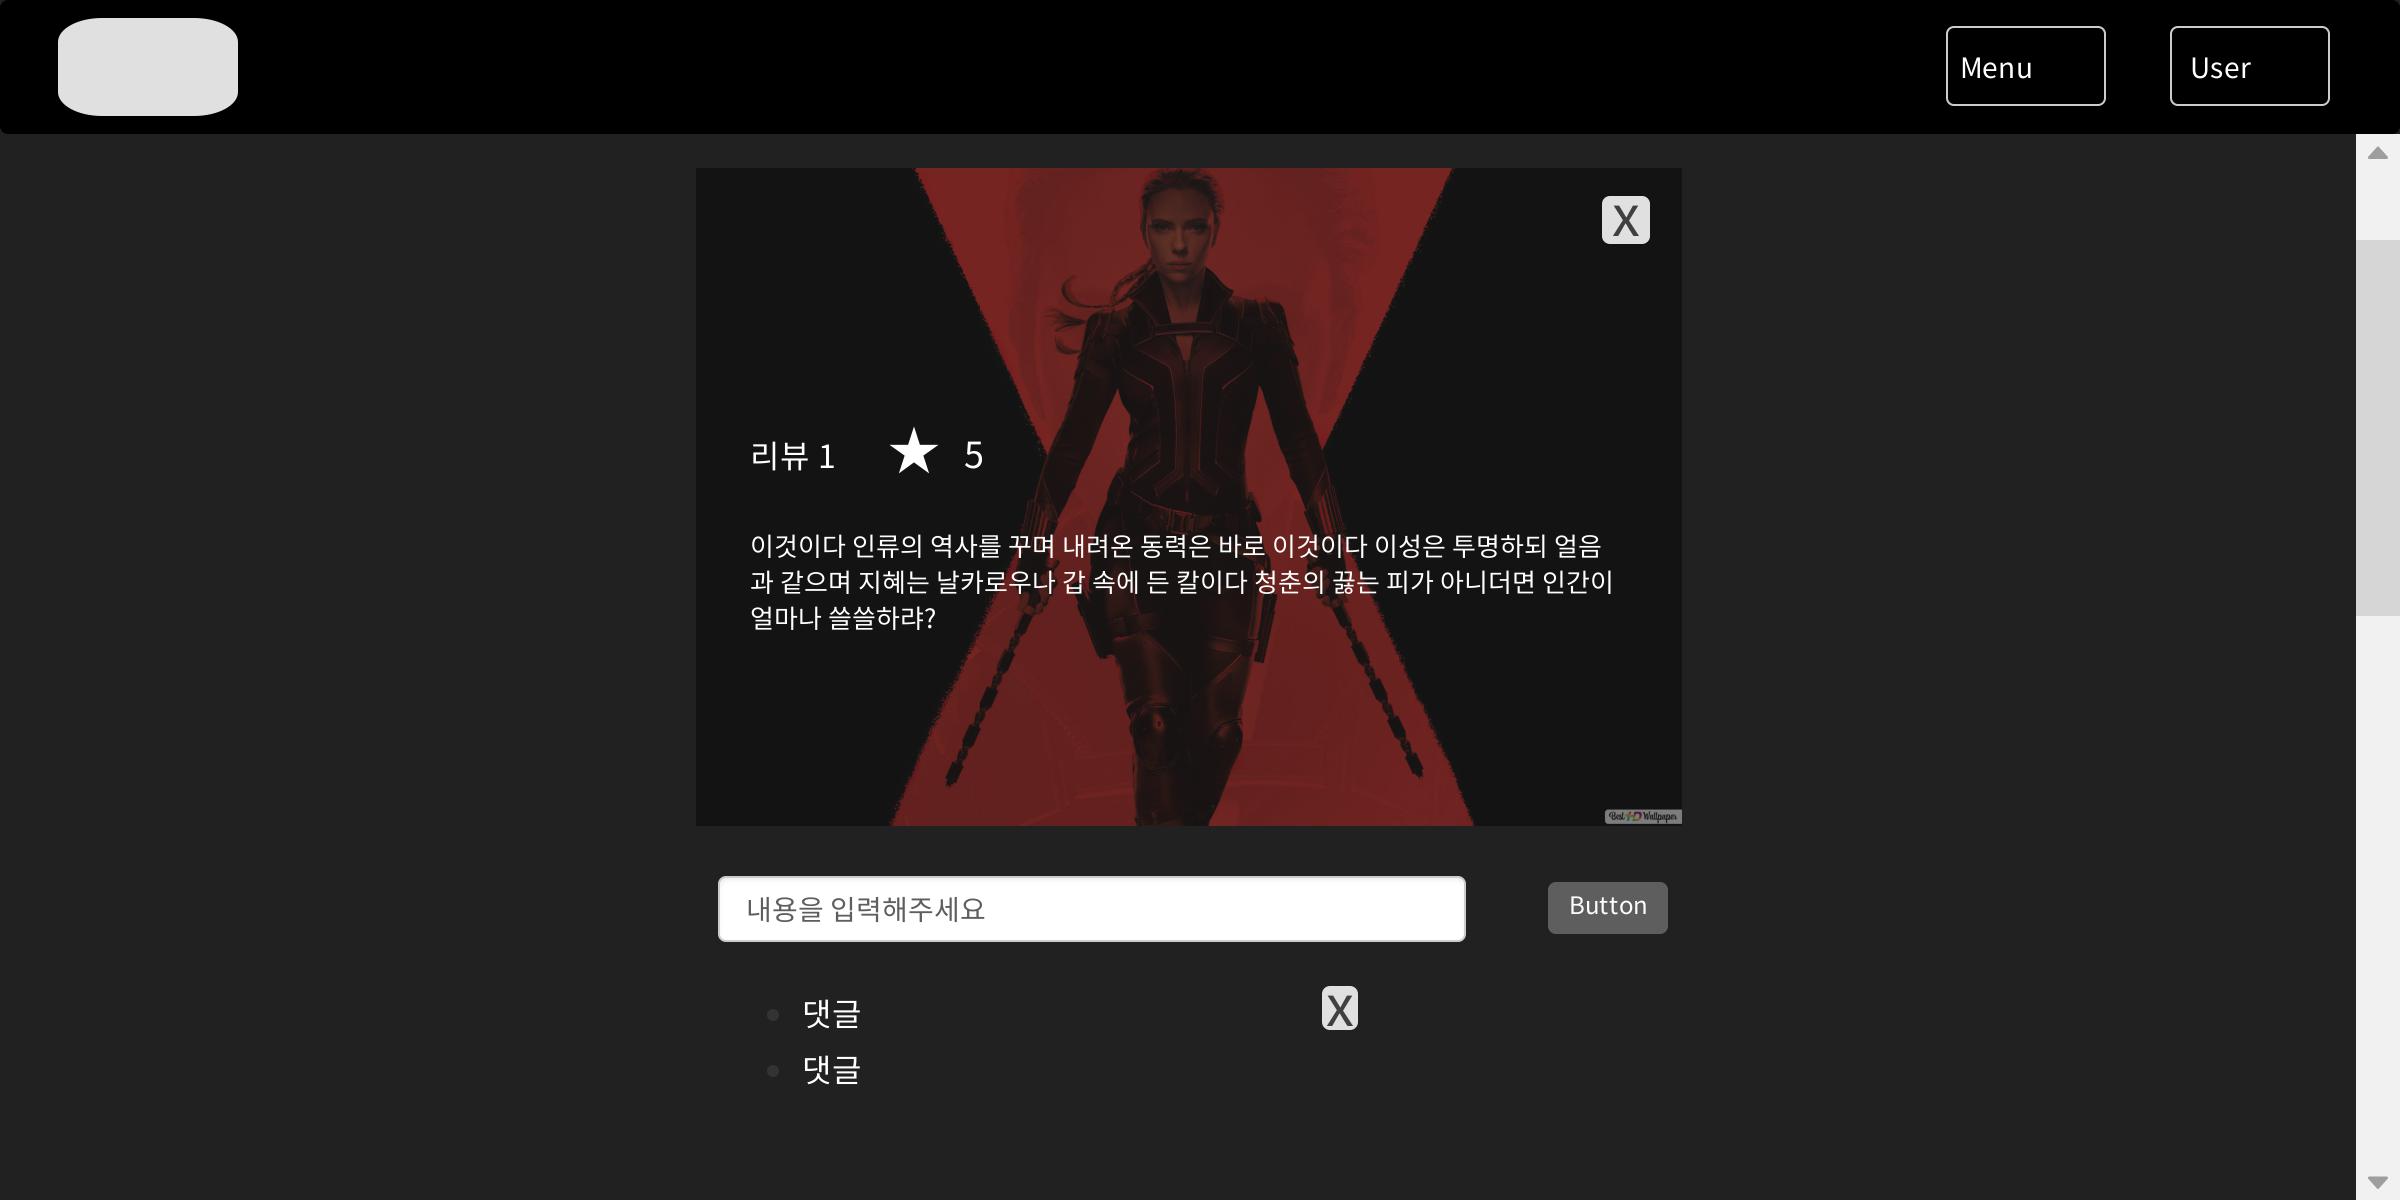 Menu
User
X
리뷰 1 ★ 5
이것이다 인류의 역사를 꾸며 내려온 동력은 바로 이것이다 이성은 투명하되 얼음
과 같으며 지혜는 날카로우나 갑 속에 든 칼이다 청춘의 끓는 피가 아니더면 인간이
얼마나 쓸쓸하랴?
Best HD Wallpaper
내용을 입력해주세요
Button
댓글
X
댓글